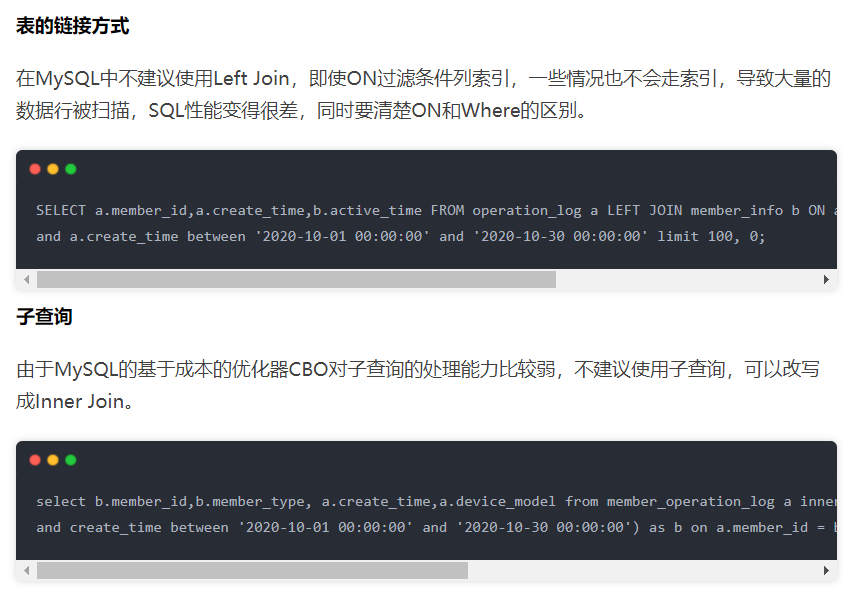 表的链接方式
在MySQL中不建议使用Left Join，即使ON过滤条件列索引，一些情况也不会走索引，导致大量的
数据行被扫描，SQL性能变得很差，同时要清楚ON和Where的区别。
SELECT a.member_id,a.create_time,b.active_time FROM operation_log a LEFT JOIN member_info b ON
and a.create_time between '2020-10-01 00:00:00' and '2020-10-30 00:00:00' limit 100, 0;
子查询
由于MySQL的基于成本的优化器CBO对子查询的处理能力比较弱，不建议使用子查询，可以改写
成Inner Join。
select b.member_id,b.member_type, a.create_time,a.device_model from member_operation_log a inner
and create_time between '2020-10-01 00:00:00' and '2020-10-30 00:00:00') as b on a.member_id =